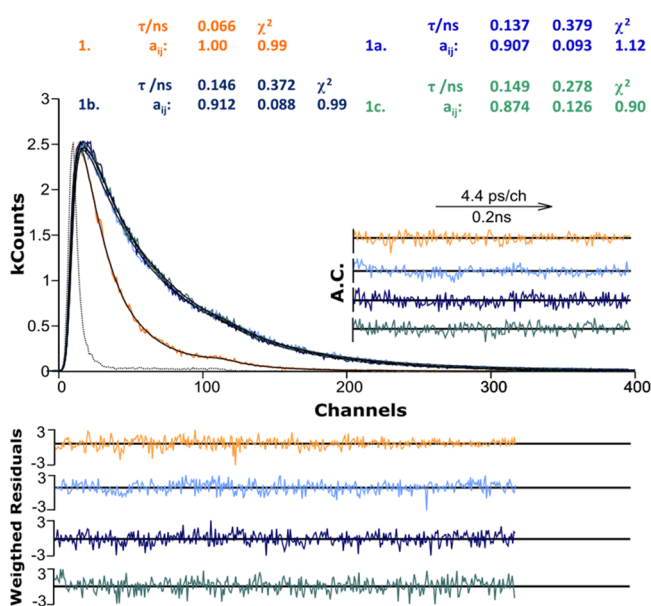 τ/ns 0.066 χ²
1. aᵢⱼ: 1.00 0.99
τ/ns 0.137 0.379 χ²
1a. aᵢⱼ: 0.907 0.093 1.12
τ /ns 0.146 0.372 χ²
1b. aᵢⱼ: 0.912 0.088 0.99
τ /ns 0.149 0.278 χ²
1c. aᵢⱼ: 0.874 0.126 0.90
3
2.5
2
1.5
1
0.5
0
kCounts
4.4 ps/ch
0.2ns
A.C.
0 100 200 300 400
Channels
Weigthed Residuals
3
-3
3
-3
3
-3
3
-3